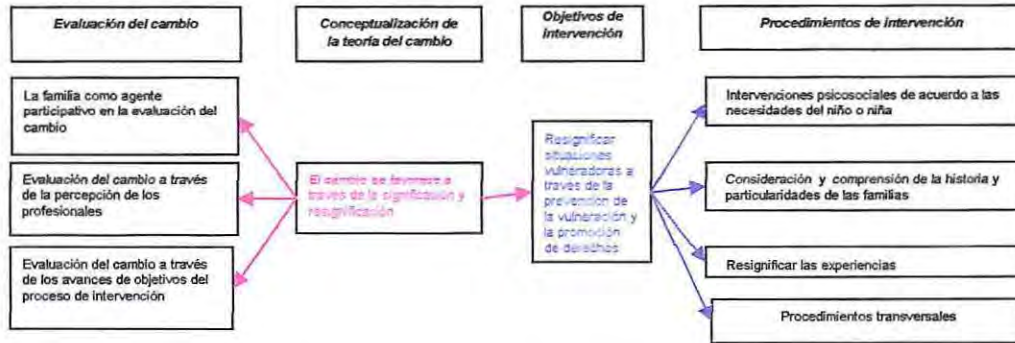 Evaluación del cambio
Conceptualización de
la teoría del cambio
Objetivos de
intervención
Procedimientos de intervención
La familia como agente
participativo en la evaluación del
cambio
Evaluación del cambio a través
de la percepción de los
profesionales
Evaluación del cambio a través
de los avances de objetivos del
proceso de intervención
El cambio se favorece a
través de la significación y
resignificación
Resignificar
situaciones
vulneradoras a
través de la
prevención de
la vulneración y
la promoción
de derechos
Intervenciones psicosociales de acuerdo a las
necesidades del niño o niña
Consideración y comprensión de la historia y
particularidades de las familias
Resignificar las experiencias
Procedimientos transversales